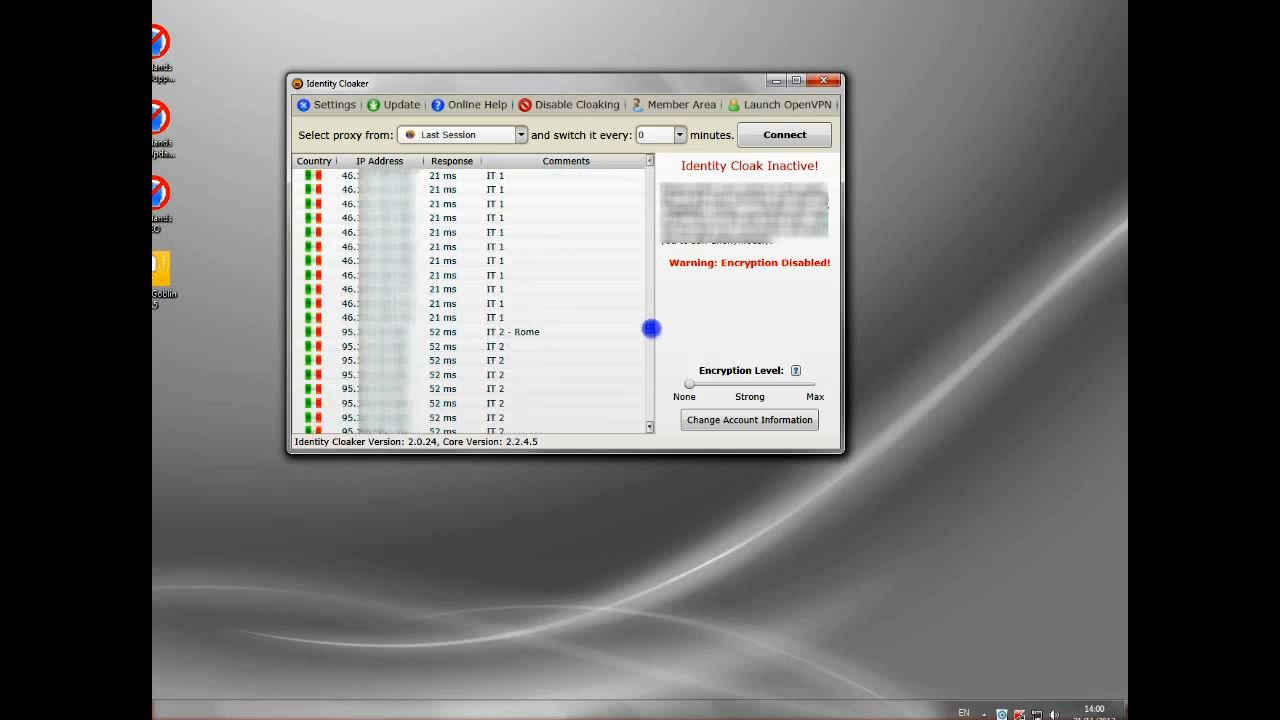 Identity Cloaker
Settings Update Online Help Disable Cloaking Member Area Launch OpenVPN
Select proxy from: Last Session and switch it every: 0 minutes. Connect
Country IP Address Response Comments
46. 21 ms IT 1
46. 21 ms IT 1
46. 21 ms IT 1
46. 21 ms IT 1
46. 21 ms IT 1
46. 21 ms IT 1
46. 21 ms IT 1
46. 21 ms IT 1
46. 21 ms IT 1
46. 21 ms IT 1
46. 21 ms IT 1
95. 52 ms IT 2 - Rome
95. 52 ms IT 2
95. 52 ms IT 2
95. 52 ms IT 2
95. 52 ms IT 2
95. 52 ms IT 2
95. 52 ms IT 2
95. 52 ms IT 2
Identity Cloak Inactive!
Warning: Encryption Disabled!
Encryption Level: ?
None Strong Max
Change Account Information
Identity Cloaker Version: 2.0.24, Core Version: 2.2.4.5
EN 14:00